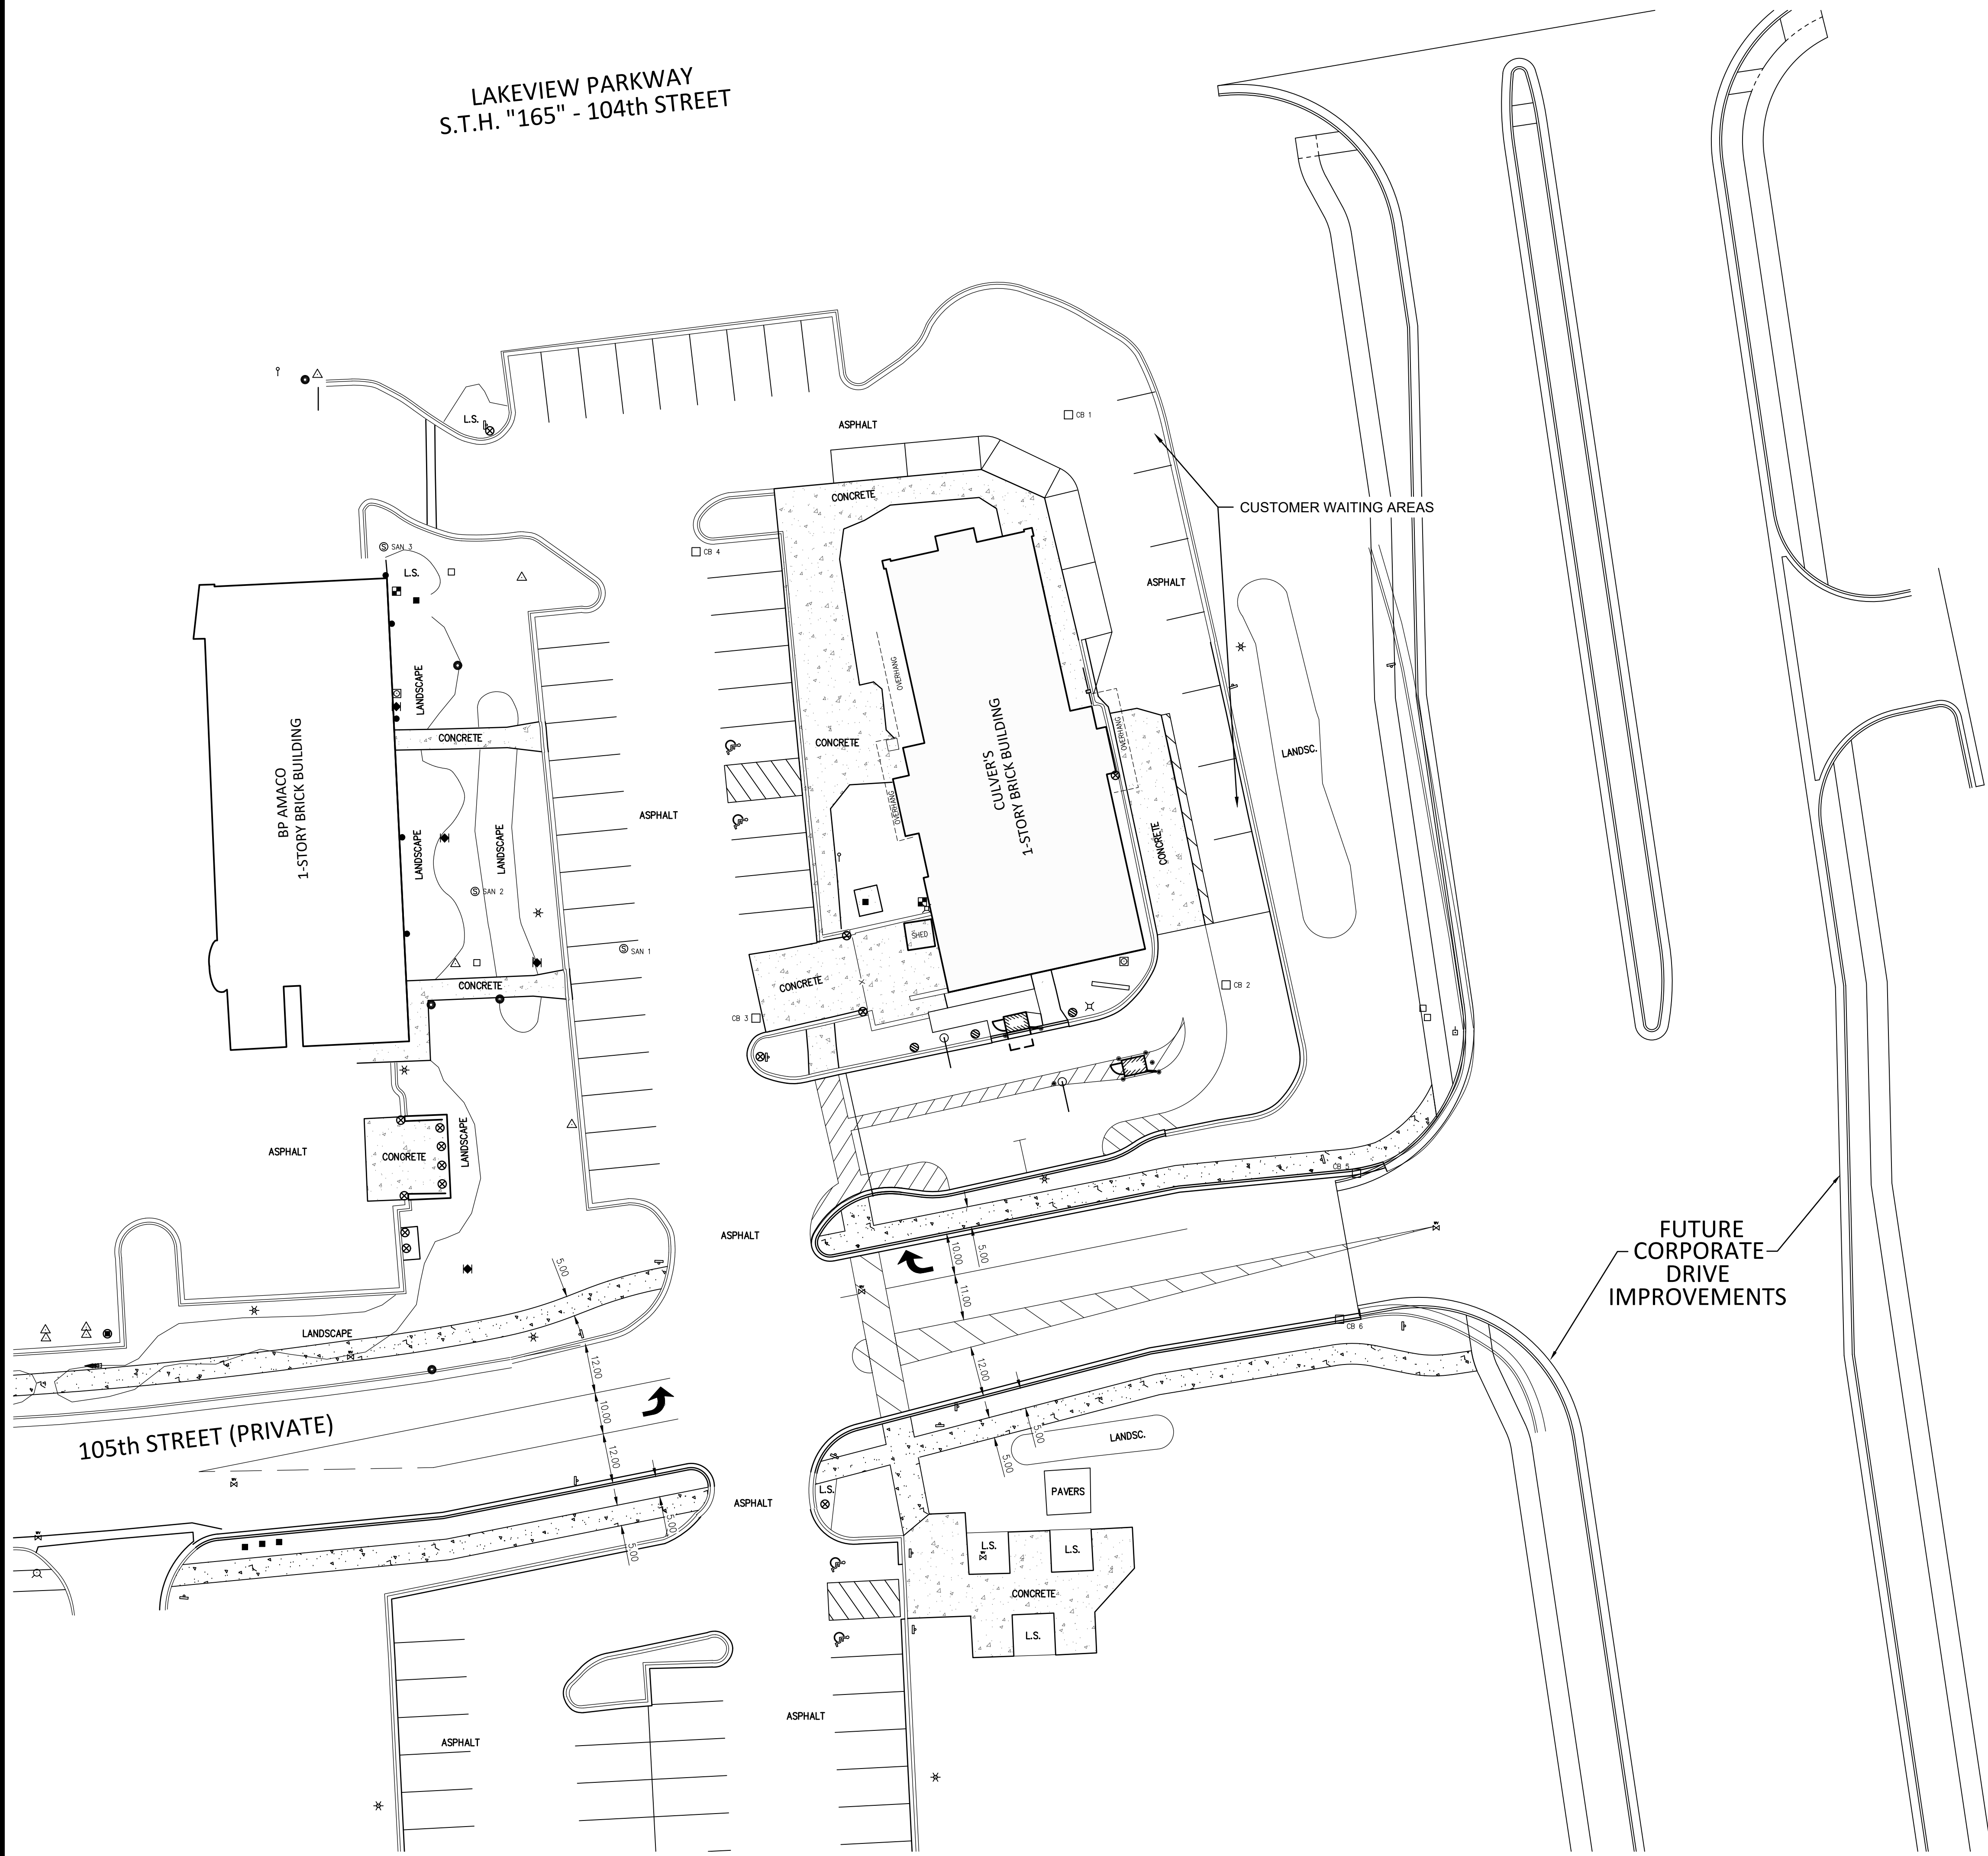 LAKEVIEW PARKWAY
S.T.H. "165" - 104th STREET
L.S.
ASPHALT
CB 1
CONCRETE
CUSTOMER WAITING AREAS
SAN 3
CB 4
L.S.
ASPHALT
OVERHANG
LANDSCAPE
CONCRETE
CONCRETE
OVERHANG
LANDSC.
BP AMACO
1-STORY BRICK BUILDING
CULVER'S
1-STORY BRICK BUILDING
OVERHANG
ASPHALT
LANDSCAPE
LANDSCAPE
CONCRETE
SAN 2
SHED
SAN 1
CONCRETE
CONCRETE
CB 2
CB 3
ASPHALT
CONCRETE
LANDSCAPE
CB 5
ASPHALT
FUTURE
CORPORATE
DRIVE
IMPROVEMENTS
5.00
10.00
5.00
11.00
LANDSCAPE
CB 6
12.00
12.00
10.00
12.00
105th STREET (PRIVATE)
5.00
5.00
LANDSC.
L.S.
PAVERS
ASPHALT
5.00
5.00
L.S.
L.S.
CONCRETE
L.S.
ASPHALT
ASPHALT